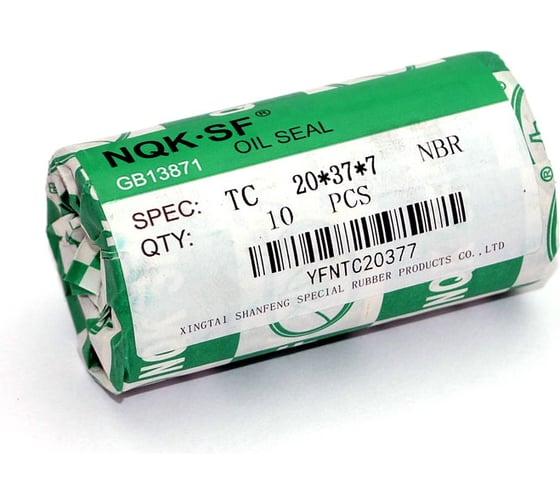 NQK·SF®
OIL SEAL
GB13871
SPEC: TC 20*37*7 NBR
QTY: 10 PCS
YFNTC20377
XINGTAI SHANFENG SPECIAL RUBBER PRODUCTS CO.,LTD